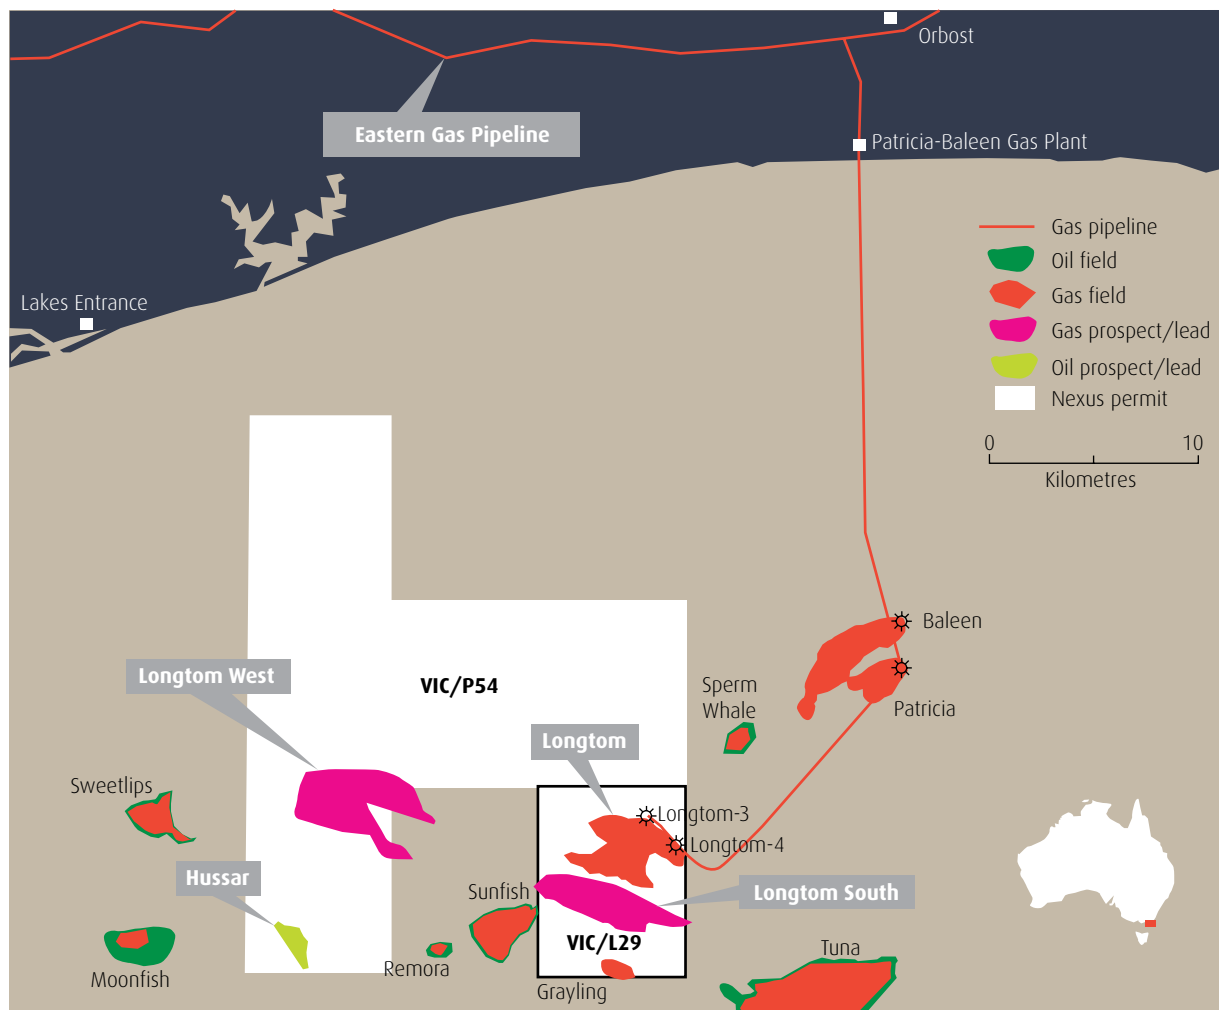 Orbost
Eastern Gas Pipeline
Patricia-Baleen Gas Plant
Gas pipeline
Oil field
Gas field
Gas prospect/lead
Oil prospect/lead
Nexus permit
0 10
Kilometres
Lakes Entrance
Baleen
Longtom West
VIC/P54
Sperm
Whale
Patricia
Longtom
Sweetlips
Longtom-3
Longtom-4
Hussar
Sunfish
Longtom South
VIC/L29
Tuna
Remora
Moonfish
Grayling